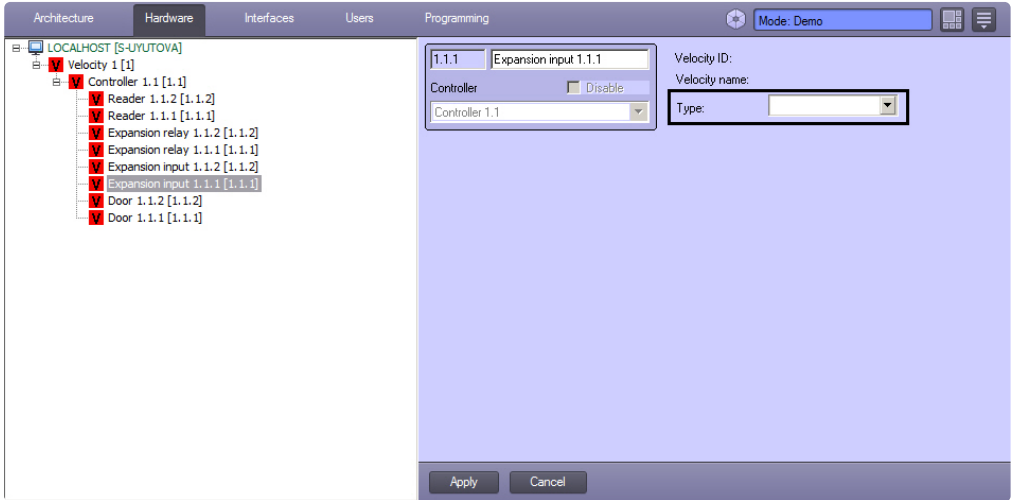 Architecture Hardware Interfaces Users Programming Mode: Demo
LOCALHOST [S-UYUTOVA]
V Velocity 1 [1]
V Controller 1.1 [1.1]
V Reader 1.1.2 [1.1.2]
V Reader 1.1.1 [1.1.1]
V Expansion relay 1.1.2 [1.1.2]
V Expansion relay 1.1.1 [1.1.1]
V Expansion input 1.1.2 [1.1.2]
V Expansion input 1.1.1 [1.1.1]
V Door 1.1.2 [1.1.2]
V Door 1.1.1 [1.1.1]
1.1.1 Expansion input 1.1.1
Controller Disable
Controller 1.1
Velocity ID:
Velocity name:
Type:
Apply Cancel